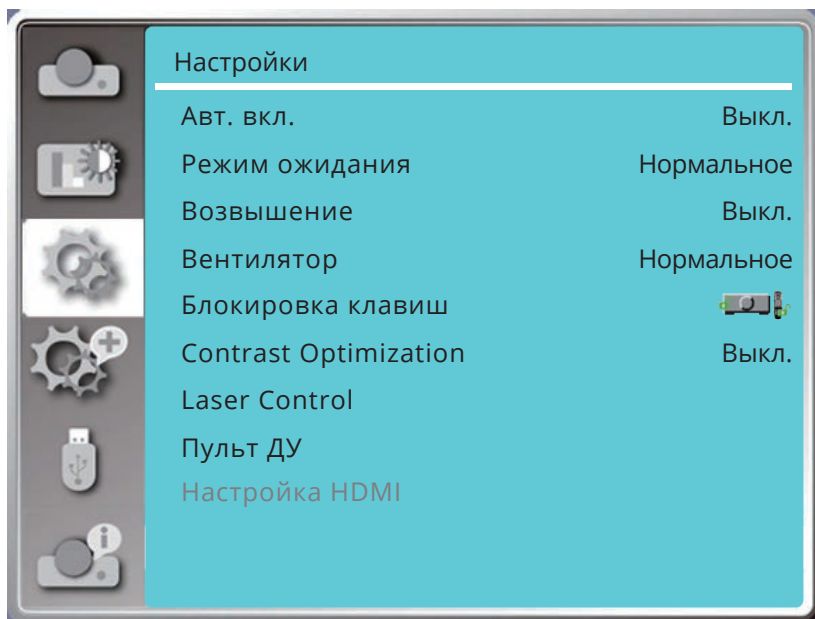 Настройки
Авт. вкл. Выкл.
Режим ожидания Нормальное
Возвышение Выкл.
Вентилятор Нормальное
Блокировка клавиш
Contrast Optimization Выкл.
Laser Control
Пульт ДУ
Настройка HDMI